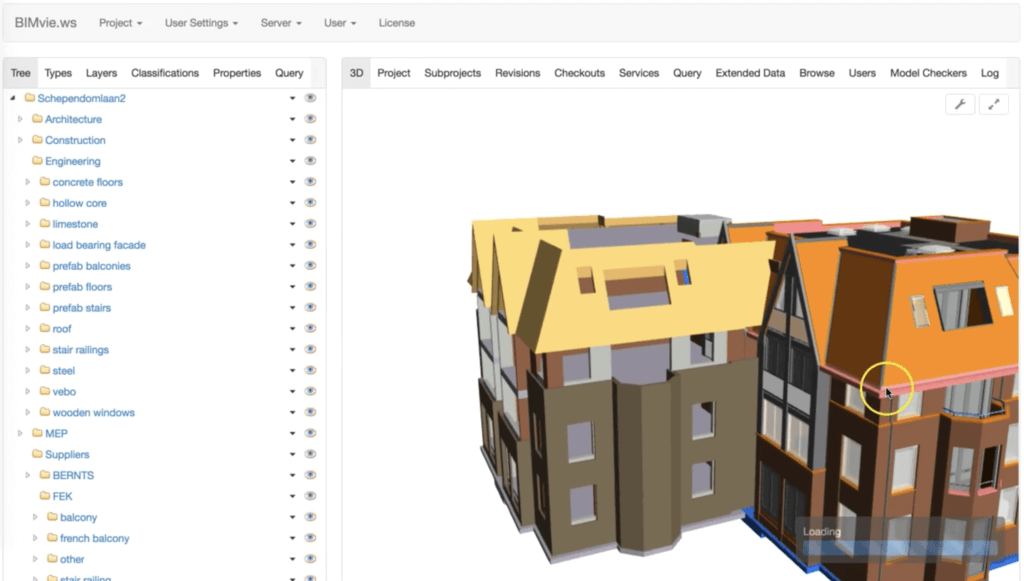 BIMvie.ws Project User Settings Server User License
Tree Types Layers Classifications Properties Query
3D Project Subprojects Revisions Checkouts Services Query Extended Data Browse Users Model Checkers Log
Schependomlaan2
Architecture
Construction
Engineering
concrete floors
hollow core
limestone
load bearing facade
prefab balconies
prefab floors
prefab stairs
roof
stair railings
steel
vebo
wooden windows
MEP
Suppliers
BERNTS
FEK
balcony
french balcony
other
stair railing
Loading